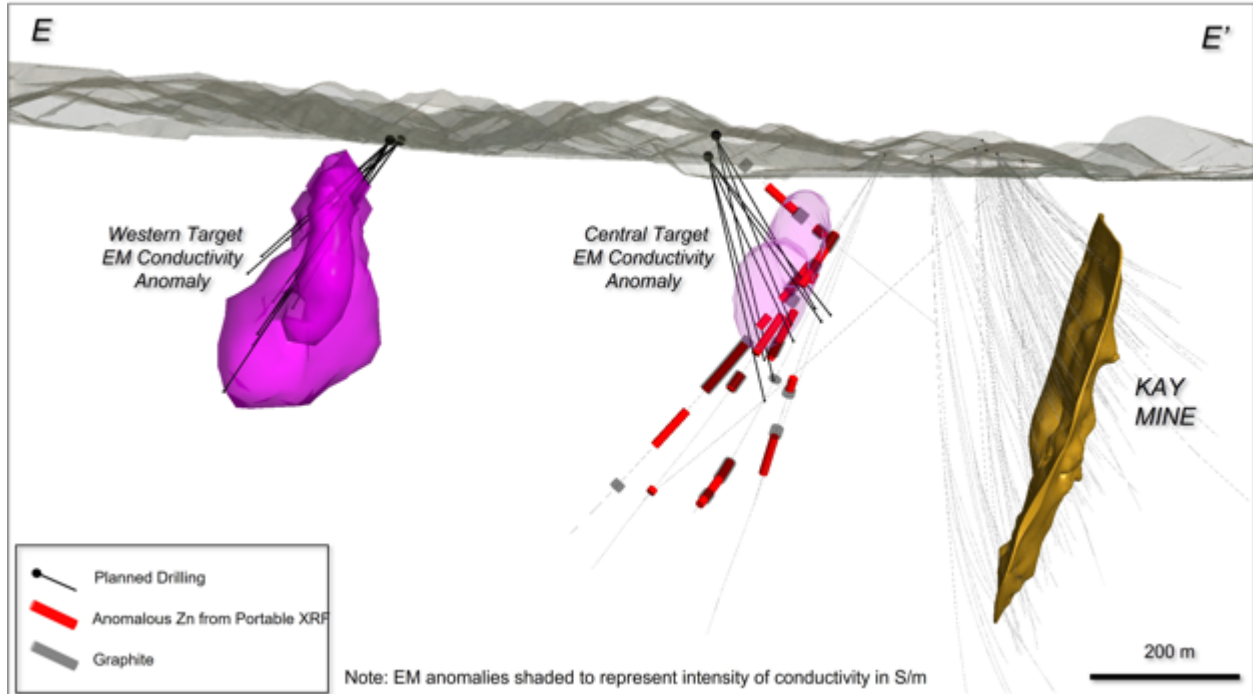 E
E'
Western Target
EM Conductivity
Anomaly
Central Target
EM Conductivity
Anomaly
KAY
MINE
Planned Drilling
Anomalous Zn from Portable XRF
Graphite
Note: EM anomalies shaded to represent intensity of conductivity in S/m
200 m